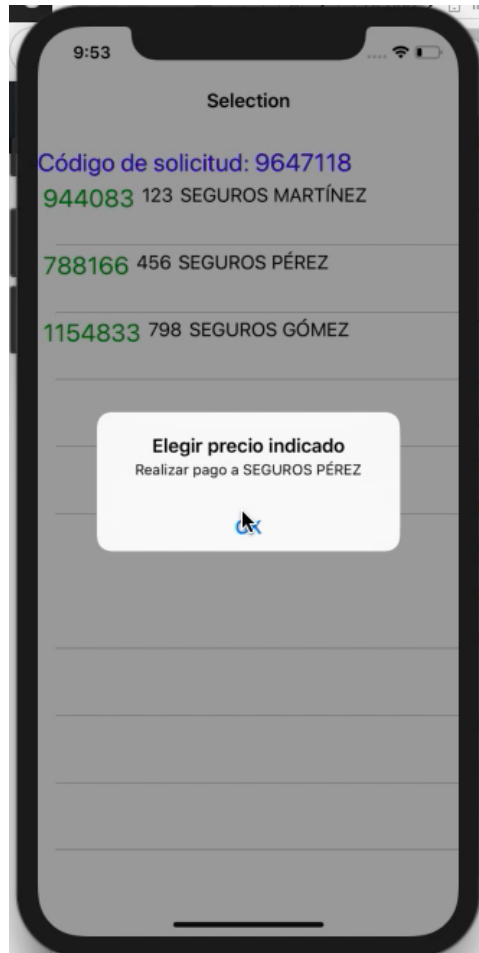 9:53
Selection
Código de solicitud: 9647118
944083 123 SEGUROS MARTÍNEZ
788166 456 SEGUROS PÉREZ
1154833 798 SEGUROS GÓMEZ
Elegir precio indicado
Realizar pago a SEGUROS PÉREZ
OK